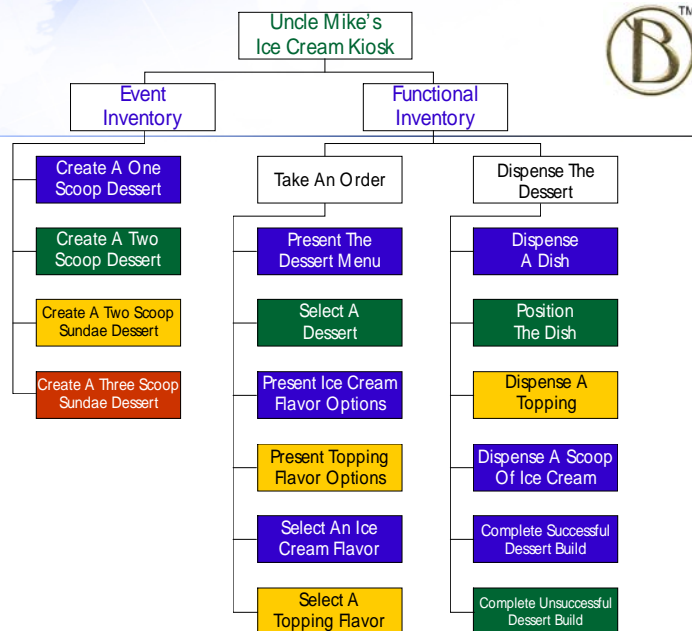 Uncle Mike's
Ice Cream Kiosk
TM
B
Event
Inventory
Functional
Inventory
Create A One
Scoop Dessert
Create A Two
Scoop Dessert
Create A Two Scoop
Sundae Dessert
Create A Three Scoop
Sundae Dessert
Take An Order
Present The
Dessert Menu
Select A
Dessert
Present Ice Cream
Flavor Options
Present Topping
Flavor Options
Select An Ice
Cream Flavor
Select A
Topping Flavor
Dispense The
Dessert
Dispense
A Dish
Position
The Dish
Dispense A
Topping
Dispense A Scoop
Of Ice Cream
Complete Successful
Dessert Build
Complete Unsuccessful
Dessert Build